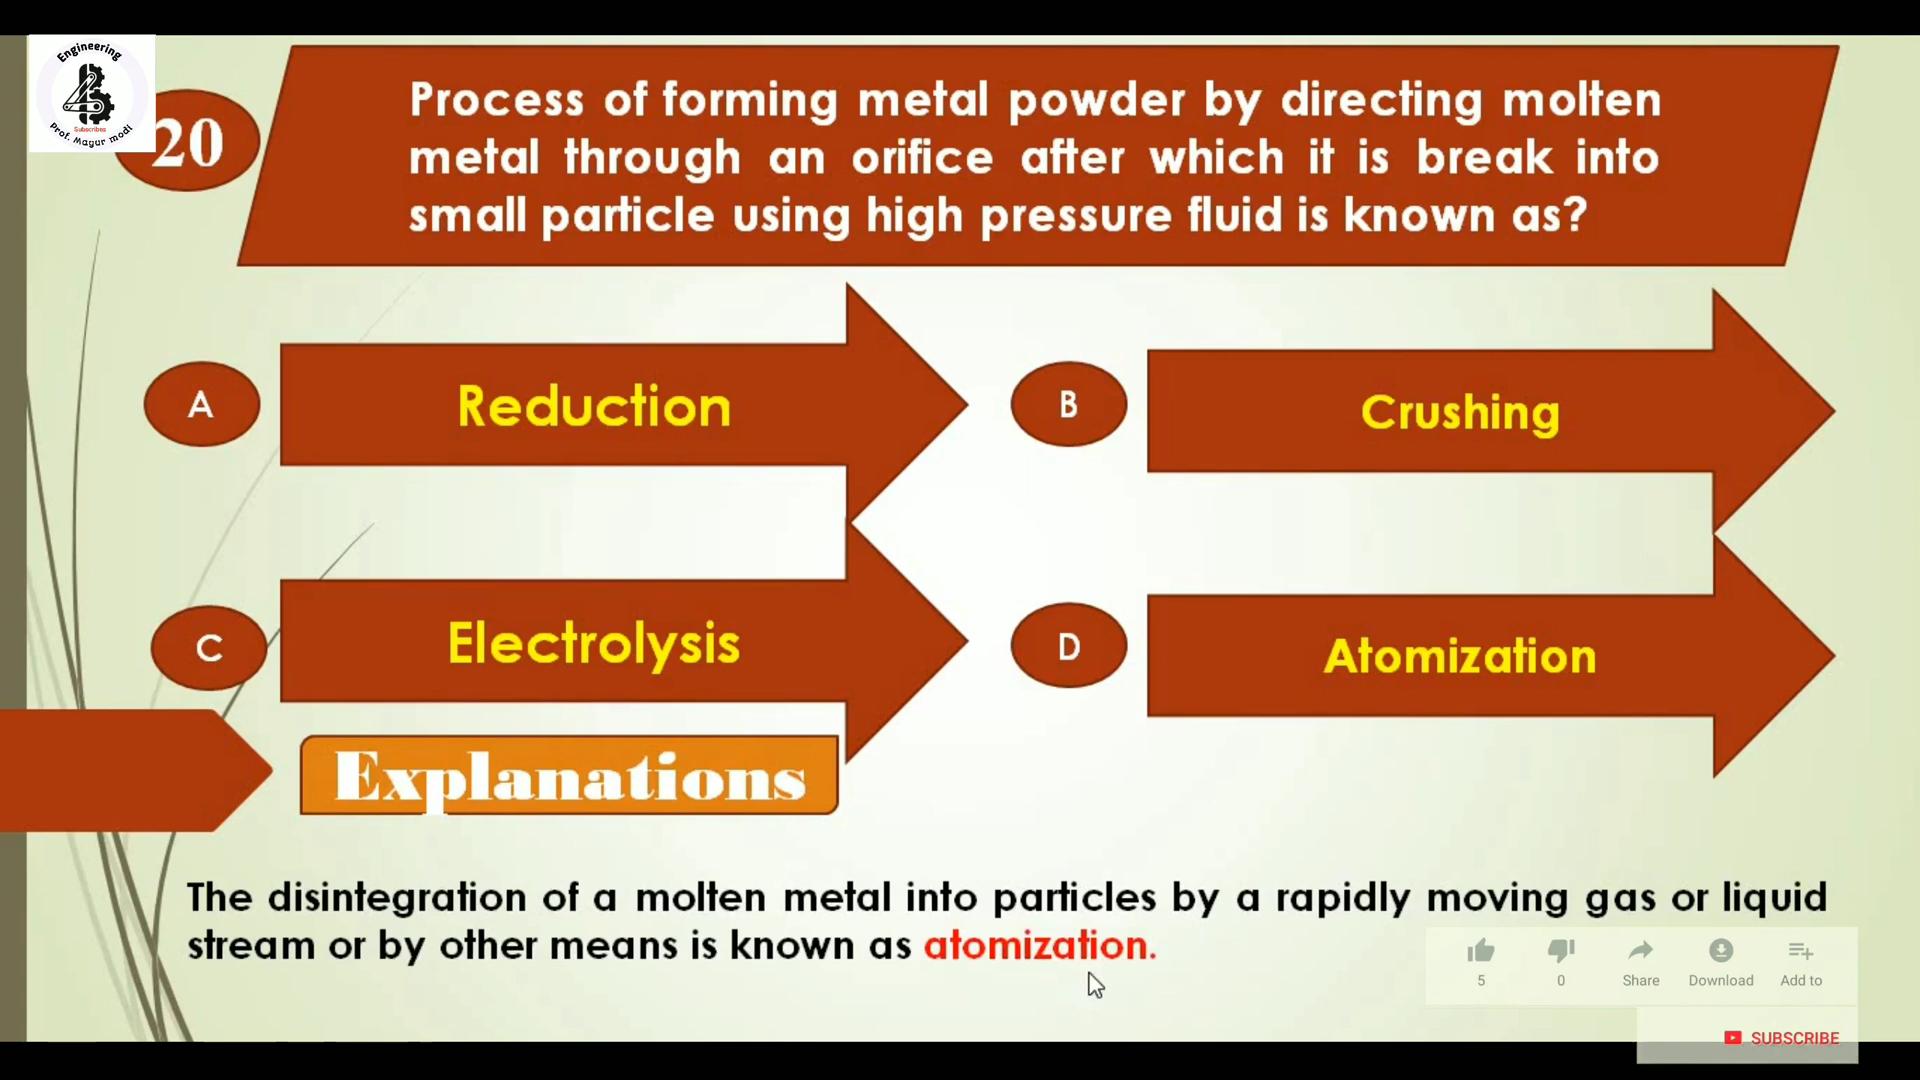 Engineering
Subscribes
Prof. Mayur modi
20
Process of forming metal powder by directing molten
metal through an orifice after which it is break into
small particle using high pressure fluid is known as?
A
Reduction
B
Crushing
C
Electrolysis
D
Atomization
Explanations
The disintegration of a molten metal into particles by a rapidly moving gas or liquid
stream or by other means is known as atomization.
5
0
Share
Download
Add to
SUBSCRIBE